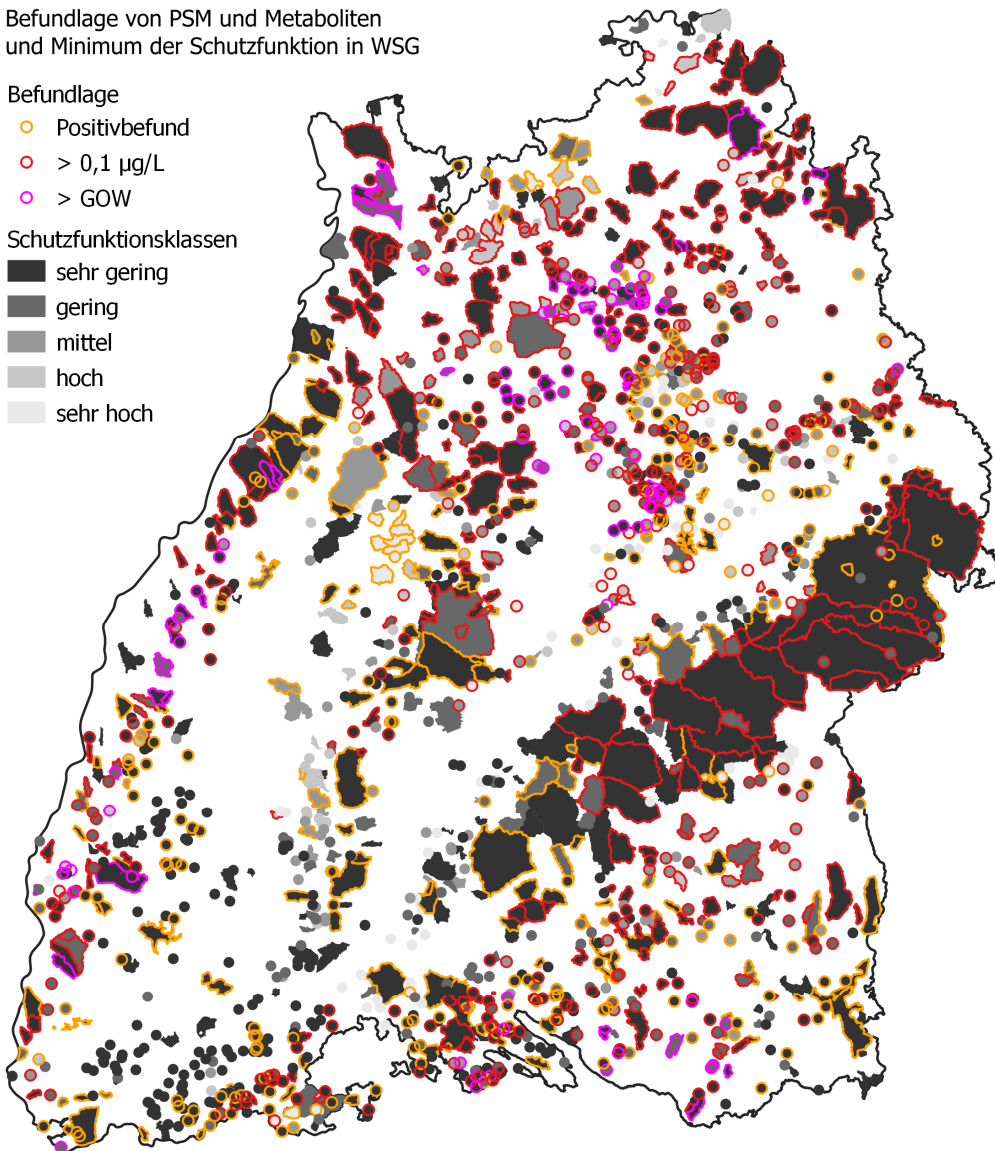 Befundlage von PSM und Metaboliten
und Minimum der Schutzfunktion in WSG
Befundlage
Positivbefund
> 0,1 µg/L
> GOW
Schutzfunktionsklassen
sehr gering
gering
mittel
hoch
sehr hoch